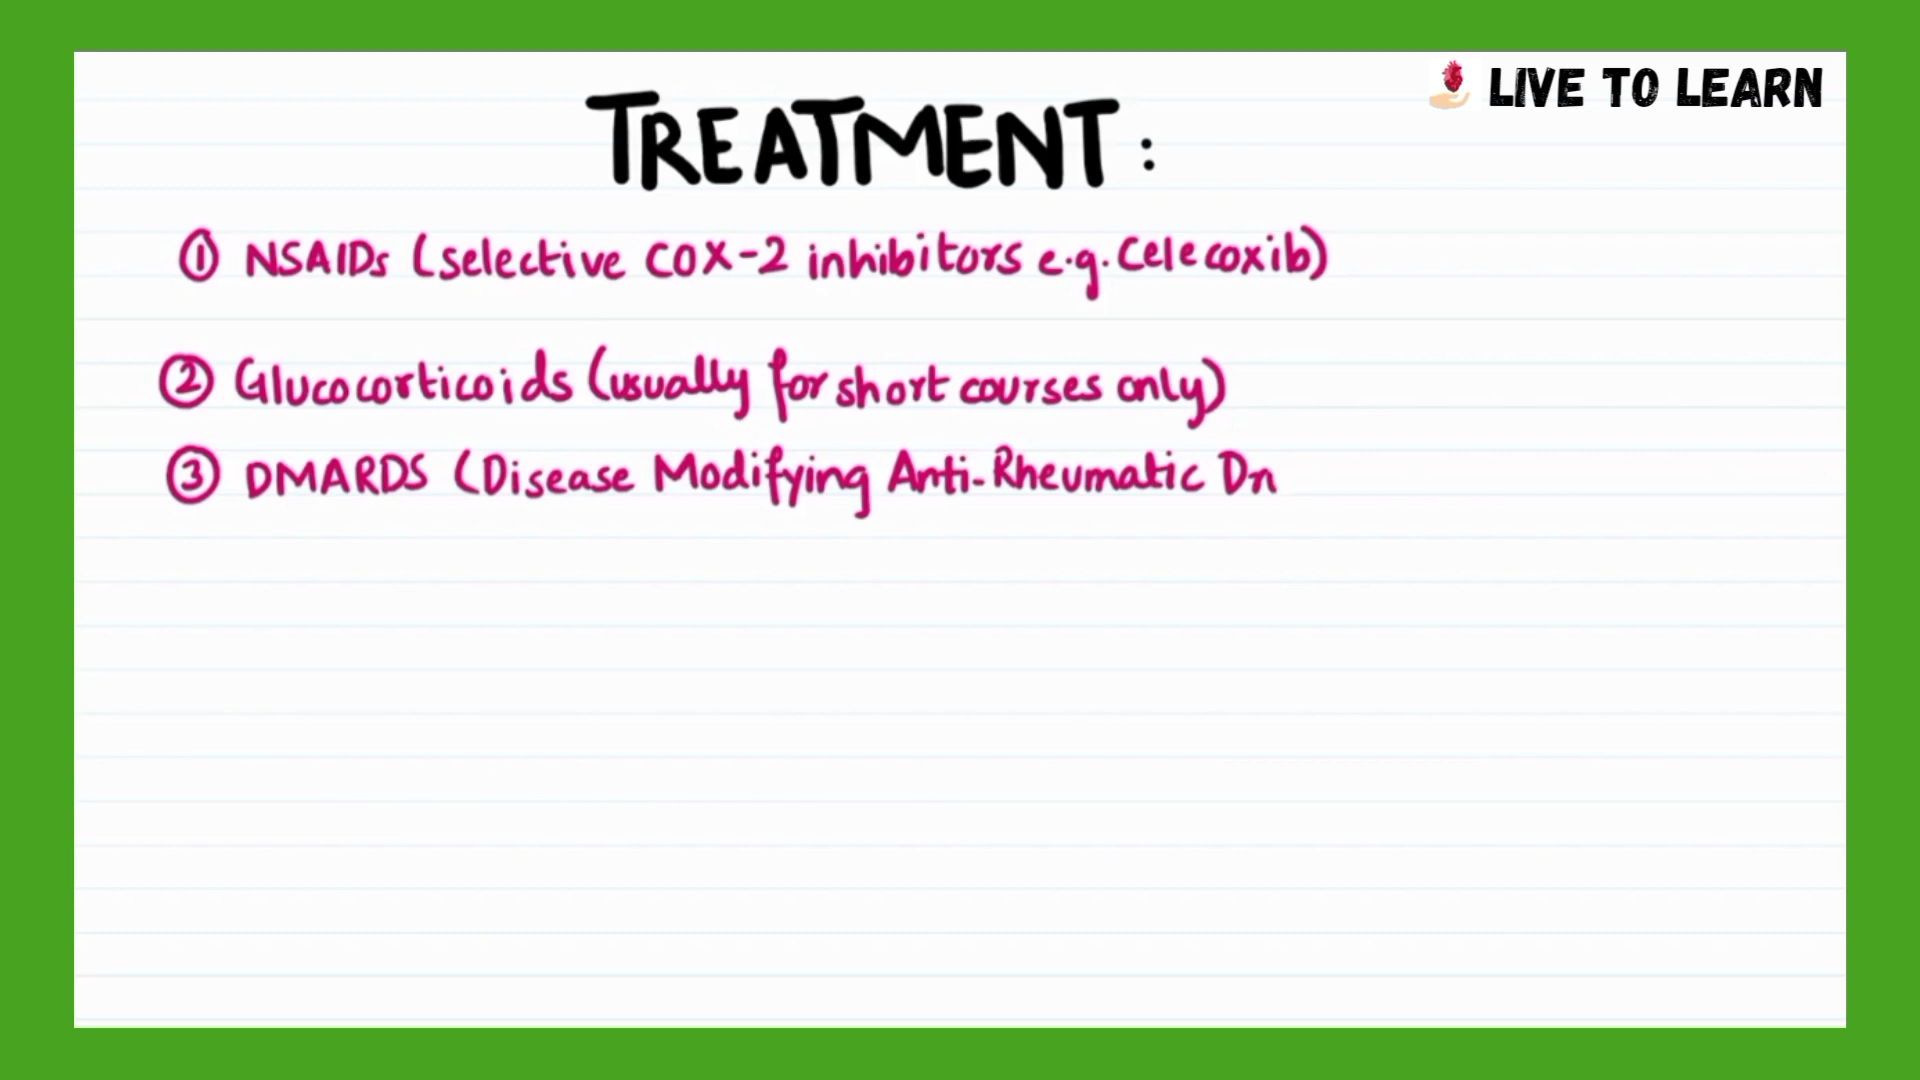 LIVE TO LEARN
TREATMENT:
① NSAIDs (selective COX-2 inhibitors e.g. Celecoxib)
② Glucocorticoids (usually for short courses only)
③ DMARDS (Disease Modifying Anti-Rheumatic Dr